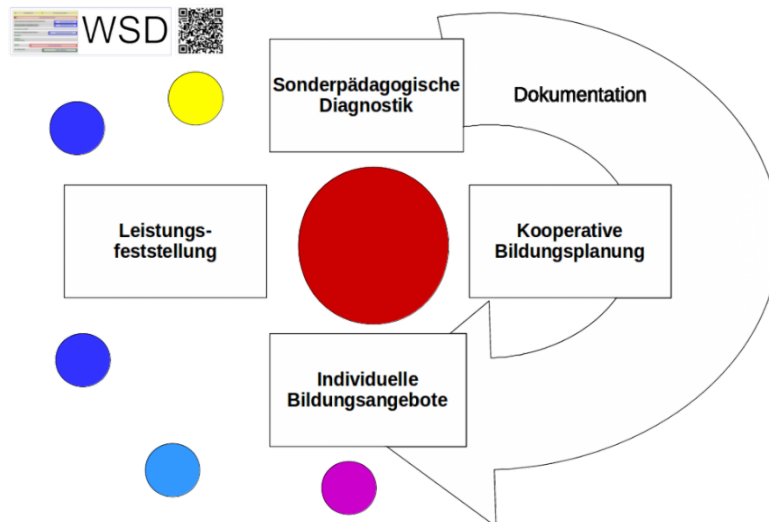 WSD
Sonderpädagogische
Diagnostik
Dokumentation
Leistungs-
feststellung
Kooperative
Bildungsplanung
Individuelle
Bildungsangebote